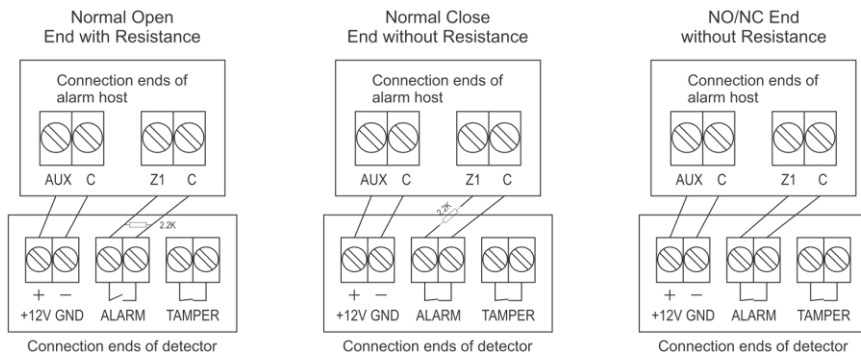 Normal Open
End with Resistance
Connection ends of
alarm host
AUX C Z1 C
2.2K
+ −
+12V GND ALARM TAMPER
Connection ends of detector
Normal Close
End without Resistance
Connection ends of
alarm host
AUX C Z1 C
2.2K
+ −
+12V GND ALARM TAMPER
Connection ends of detector
NO/NC End
without Resistance
Connection ends of
alarm host
AUX C Z1 C
+ −
+12V GND ALARM TAMPER
Connection ends of detector